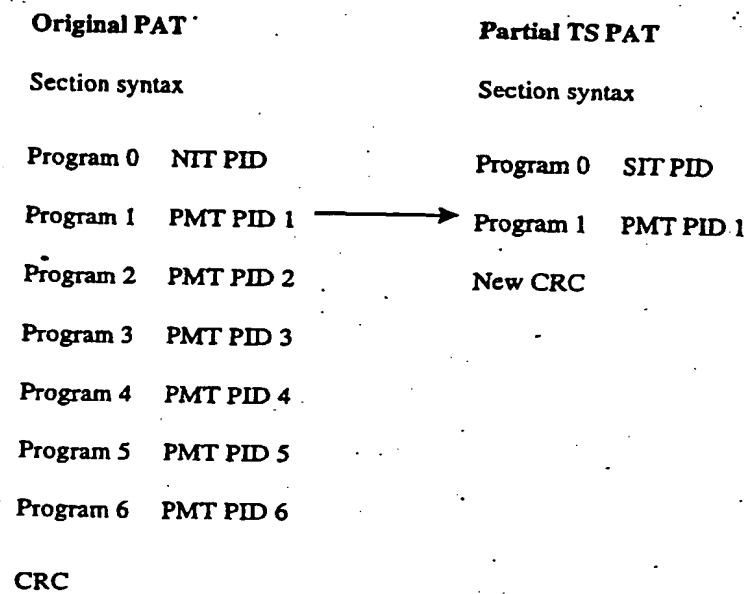 Original PAT
Section syntax
Program 0 NIT PID
Program 1 PMT PID 1
Program 2 PMT PID 2
Program 3 PMT PID 3
Program 4 PMT PID 4
Program 5 PMT PID 5
Program 6 PMT PID 6
CRC
Partial TS PAT
Section syntax
Program 0 SIT PID
Program 1 PMT PID 1
New CRC